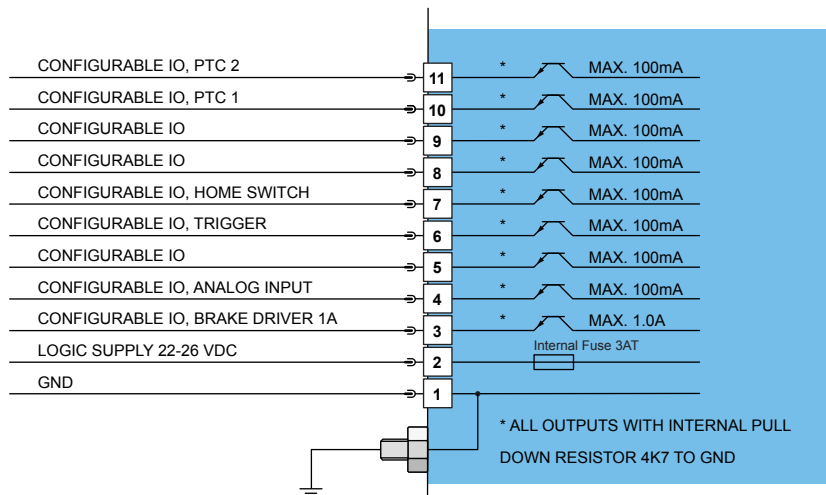 CONFIGURABLE IO, PTC 2 11 * MAX. 100mA
CONFIGURABLE IO, PTC 1 10 * MAX. 100mA
CONFIGURABLE IO 9 * MAX. 100mA
CONFIGURABLE IO 8 * MAX. 100mA
CONFIGURABLE IO, HOME SWITCH 7 * MAX. 100mA
CONFIGURABLE IO, TRIGGER 6 * MAX. 100mA
CONFIGURABLE IO 5 * MAX. 100mA
CONFIGURABLE IO, ANALOG INPUT 4 * MAX. 100mA
CONFIGURABLE IO, BRAKE DRIVER 1A 3 * MAX. 1.0A
LOGIC SUPPLY 22-26 VDC 2 Internal Fuse 3AT
GND 1
* ALL OUTPUTS WITH INTERNAL PULL
DOWN RESISTOR 4K7 TO GND